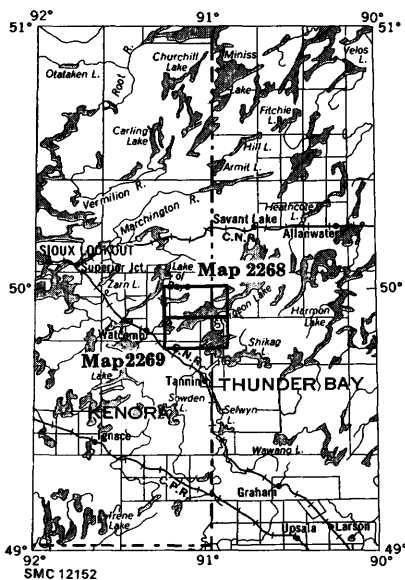 92° 91° 90°
51° 51°
Churchill
Lake
Miniss
Lake
Velos L.
Otatakan L.
Root R.
Fitchie
L.
Carling
Lake
Hill L.
Armit L.
Vermilion R.
Marchington R.
Heathcote
L.
Savant Lake
C.N.R.
Allanwater
SIOUX LOOKOUT
Superior Jct.
Lake
of
Bays
Map 2268
50° 50°
Zarn L.
Sturgeon Lake
Harmon
Lake
Watcomb
Shikag
L.
Map 2269
C.N.R.
Lake
Tannin
THUNDER BAY
KENORA
Sowden
L.
Selwyn
L.
Ignace
Wawang L.
C.P.R.
Graham
Irene
Lake
Upsala
Larson
49° 49°
92° 91° 90°
SMC 12152